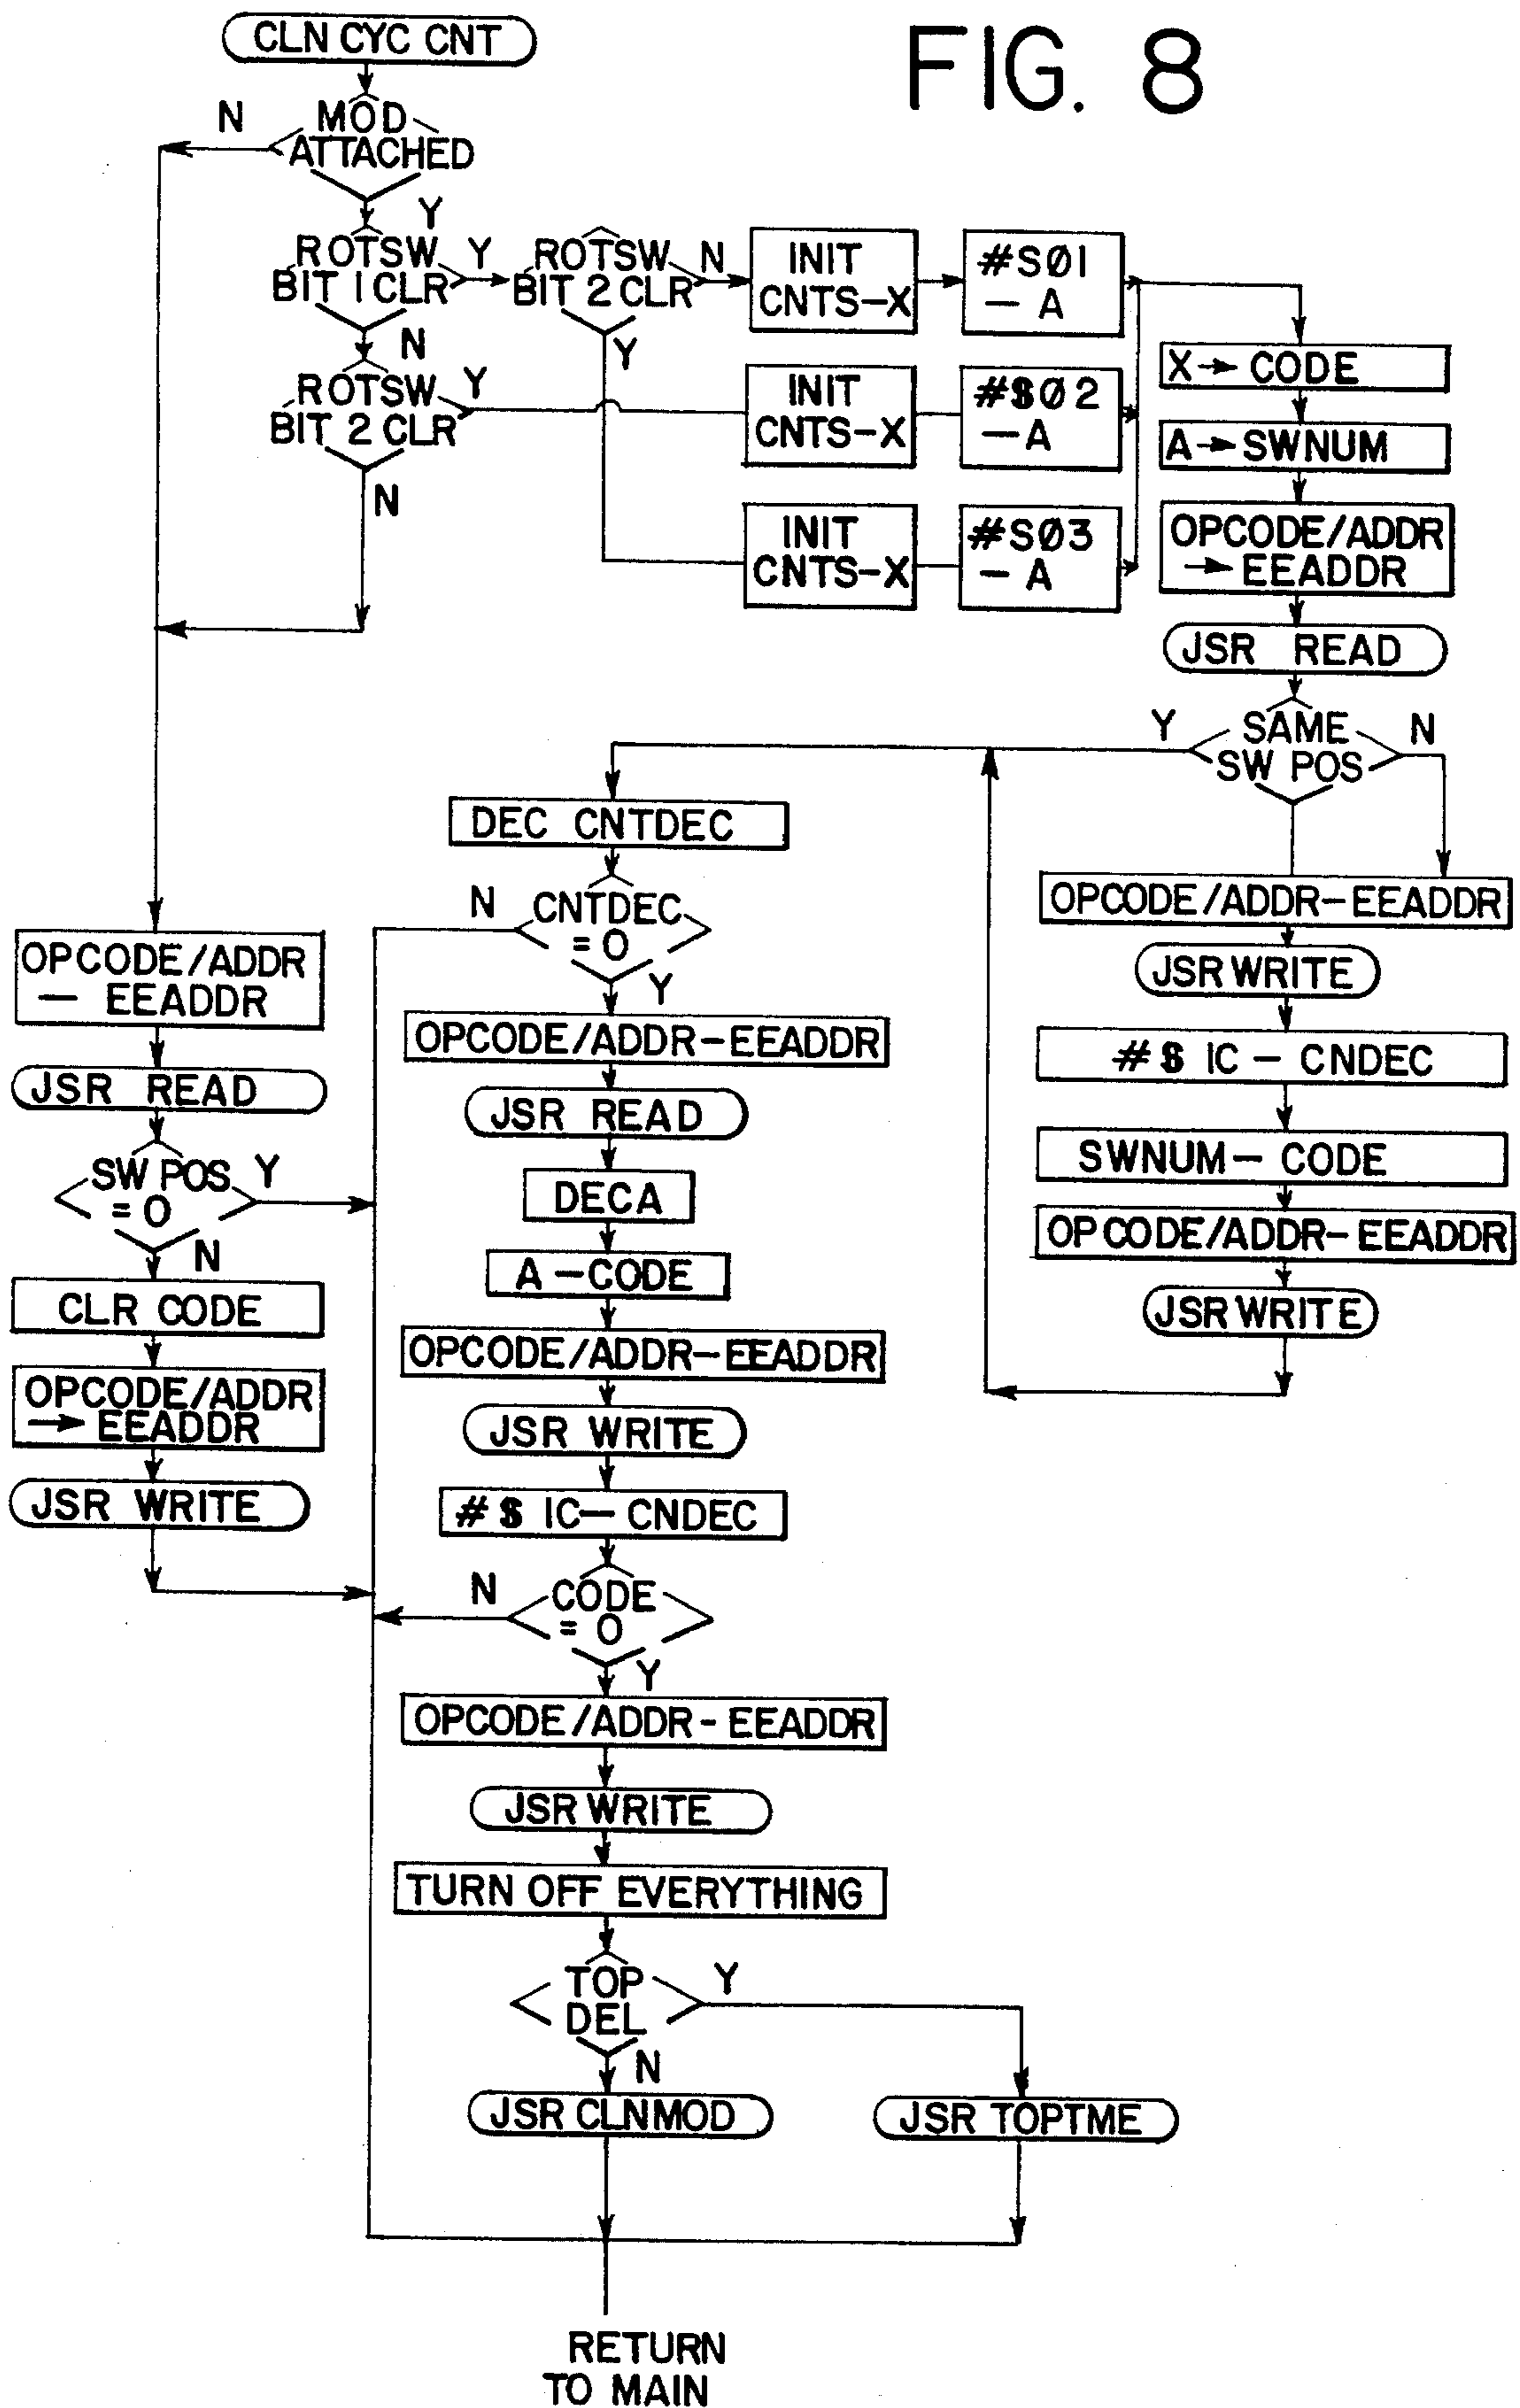 FIG. 8
CLN CYC CNT
MOD
ATTACHED
N
Y
ROTSW
BIT 1 CLR
Y
N
ROTSW
BIT 2 CLR
N
Y
INIT
CNTS-X
#SØ1
— A
ROTSW
BIT 2 CLR
Y
N
INIT
CNTS-X
#$Ø2
—A
INIT
CNTS-X
#SØ3
— A
X→ CODE
A→ SWNUM
OPCODE/ADDR
→ EEADDR
JSR READ
SAME
SW POS
Y
N
OPCODE/ADDR-EEADDR
JSR WRITE
#$ IC — CNDEC
SWNUM — CODE
OPCODE/ADDR-EEADDR
JSR WRITE
DEC CNTDEC
CNTDEC
= O
N
Y
OPCODE/ADDR-EEADDR
JSR READ
DECA
A —CODE
OPCODE/ADDR-EEADDR
JSR WRITE
#$ IC— CNDEC
CODE
= O
N
Y
OPCODE/ADDR-EEADDR
JSR WRITE
TURN OFF EVERYTHING
TOP
DEL
Y
N
JSR CLNMOD
JSR TOPTME
OPCODE/ADDR
— EEADDR
JSR READ
SW POS
= O
Y
N
CLR CODE
OPCODE/ADDR
→ EEADDR
JSR WRITE
RETURN
TO MAIN